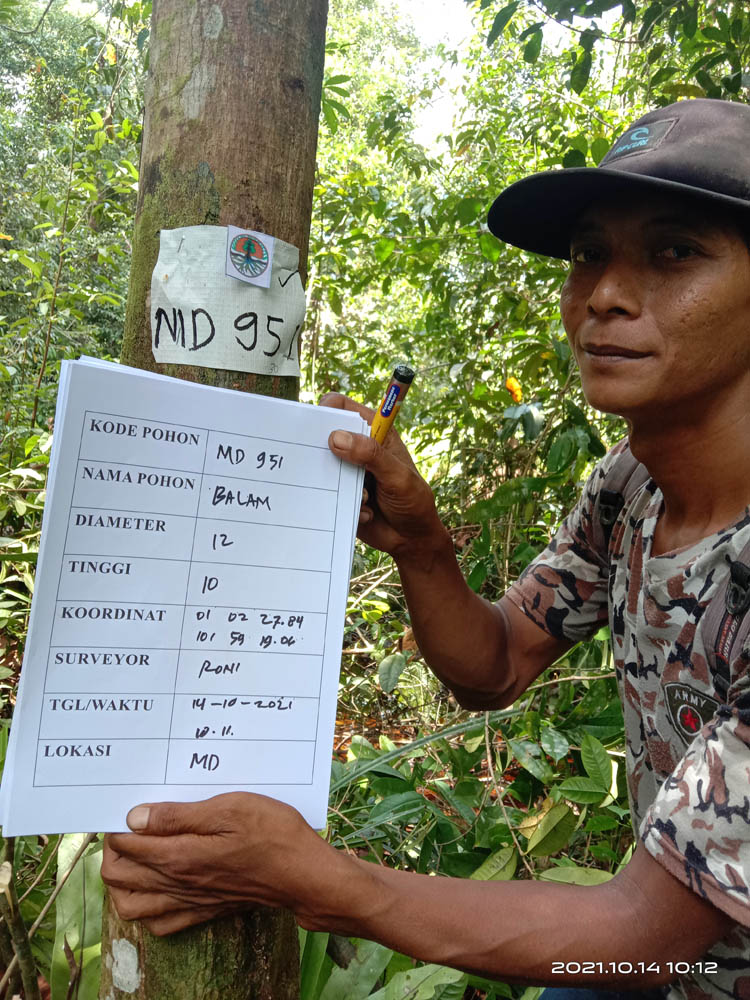 RIPCURL
MD 951
KODE POHON MD 951
NAMA POHON BALAM
DIAMETER 12
TINGGI 10
KOORDINAT 01 02 27.84
101 59 19.06
SURVEYOR RONI
TGL/WAKTU 14-10-2021
10.11.
LOKASI MD
ARMY
2021.10.14 10:12